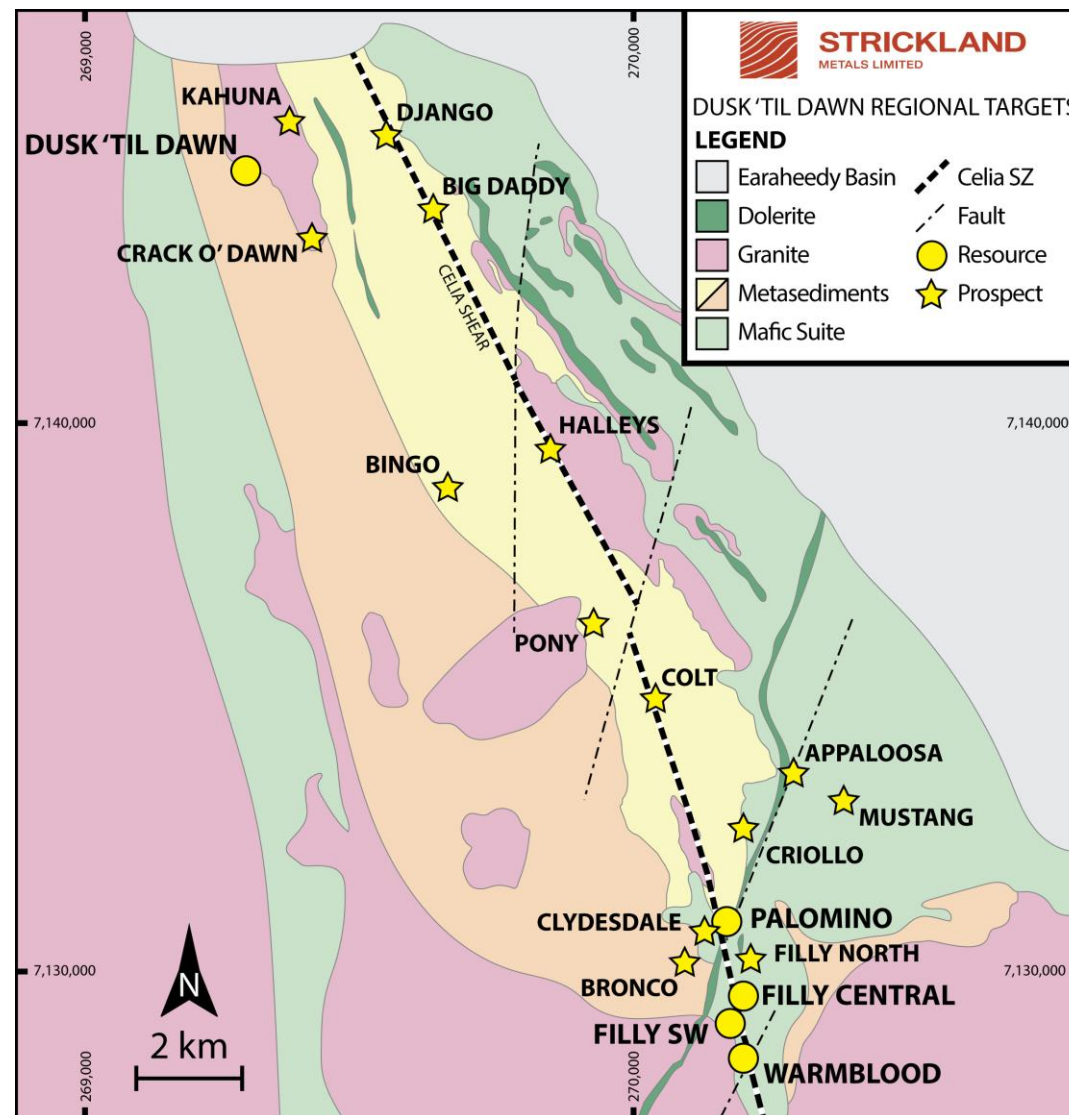 269,000
270,000
STRICKLAND
METALS LIMITED
DUSK ‘TIL DAWN REGIONAL TARGETS
LEGEND
Earaheedy Basin
Dolerite
Granite
Metasediments
Mafic Suite
Celia SZ
Fault
Resource
Prospect
KAHUNA
DJANGO
DUSK ‘TIL DAWN
BIG DADDY
CRACK O’ DAWN
CELIA SHEAR
7,140,000
7,140,000
HALLEYS
BINGO
PONY
COLT
APPALOOSA
MUSTANG
CRIOLLO
CLYDESDALE
PALOMINO
FILLY NORTH
7,130,000
7,130,000
BRONCO
FILLY CENTRAL
N
FILLY SW
2 km
WARMBLOOD
269,000
270,000